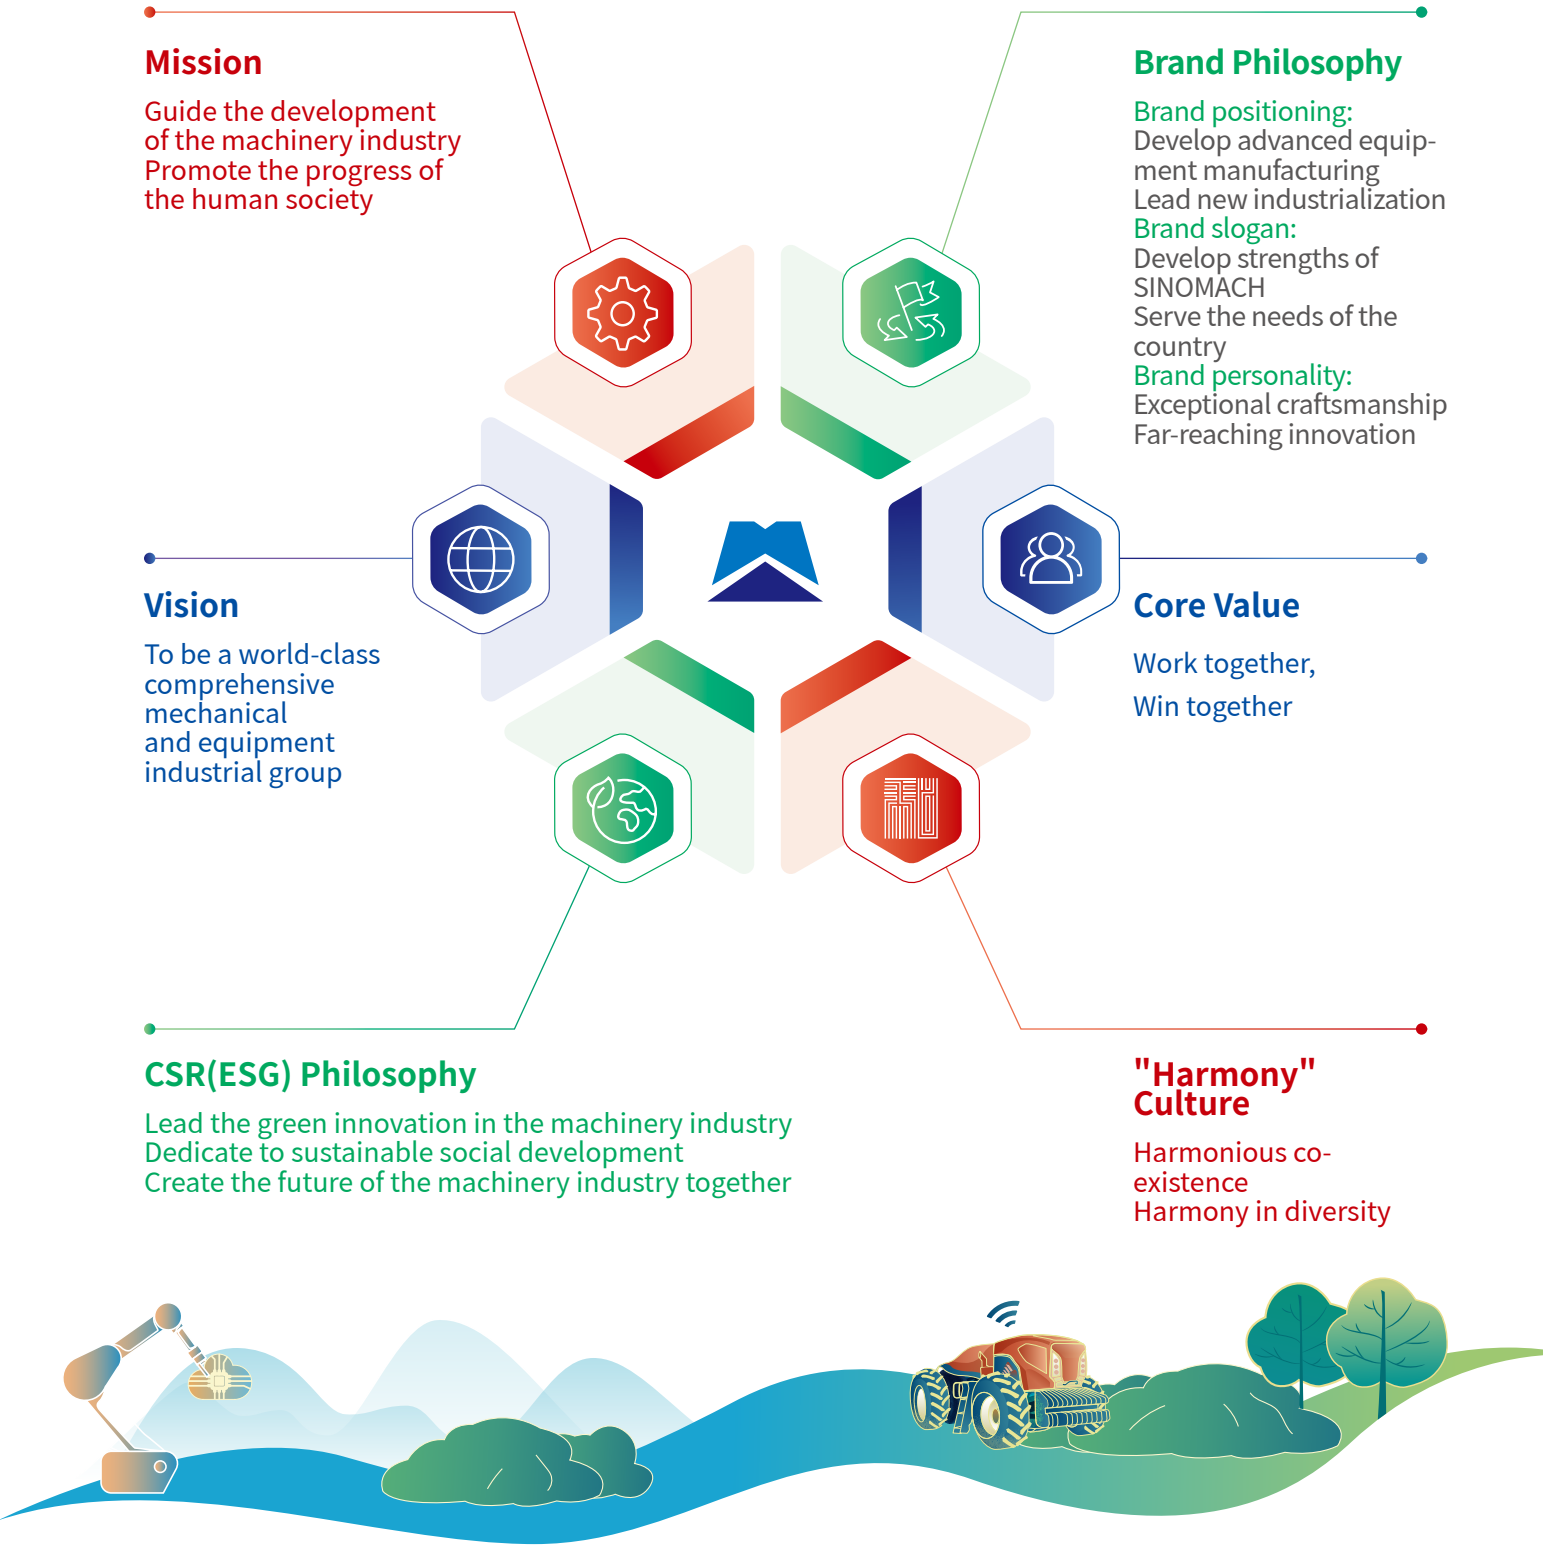 Mission
Guide the development
of the machinery industry
Promote the progress of
the human society
Brand Philosophy
Brand positioning:
Develop advanced equip-
ment manufacturing
Lead new industrialization
Brand slogan:
Develop strengths of
SINOMACH
Serve the needs of the
country
Brand personality:
Exceptional craftsmanship
Far-reaching innovation
Vision
To be a world-class
comprehensive
mechanical
and equipment
industrial group
Core Value
Work together,
Win together
和
CSR(ESG) Philosophy
Lead the green innovation in the machinery industry
Dedicate to sustainable social development
Create the future of the machinery industry together
"Harmony"
Culture
Harmonious co-
existence
Harmony in diversity